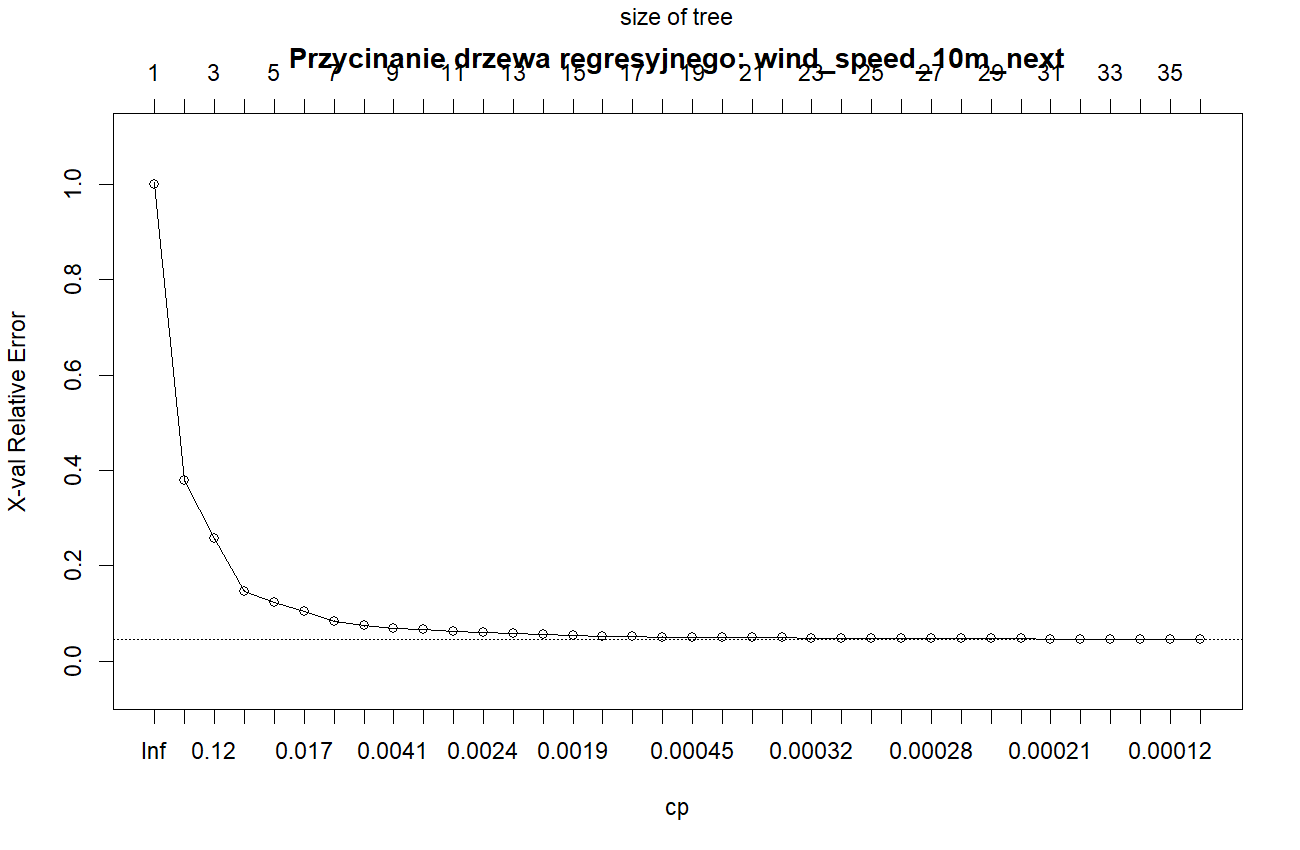 size of tree
Przycinanie drzewa regresyjnego: wind_speed_10m_next
1 3 5 7 9 11 13 15 17 19 21 23 25 27 29 31 33 35
X-val Relative Error
1.0
0.8
0.6
0.4
0.2
0.0
Inf 0.12 0.017 0.0041 0.0024 0.0019 0.00045 0.00032 0.00028 0.00021 0.00012
cp